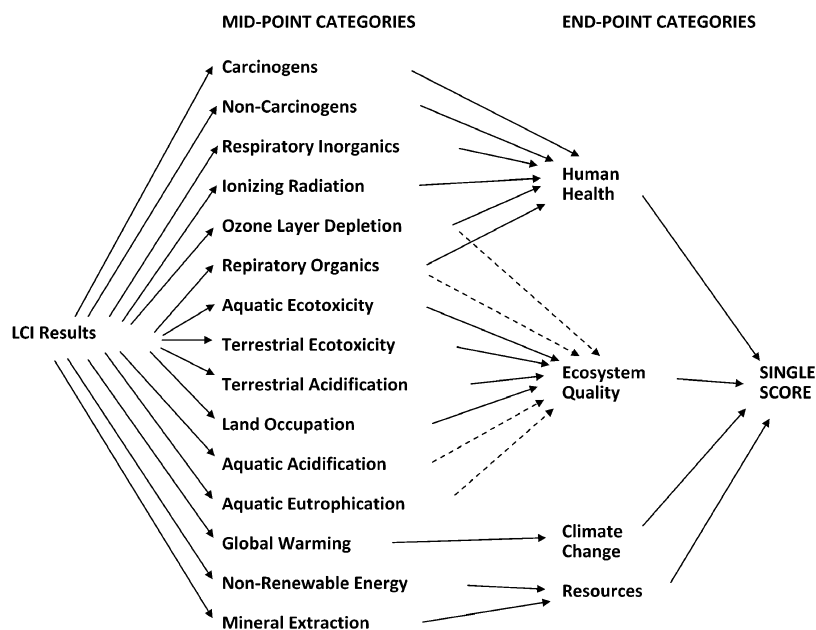 MID-POINT CATEGORIES
END-POINT CATEGORIES
Carcinogens
Non-Carcinogens
Respiratory Inorganics
Ionizing Radiation
Ozone Layer Depletion
Repiratory Organics
Aquatic Ecotoxicity
LCI Results
Terrestrial Ecotoxicity
Terrestrial Acidification
Land Occupation
Aquatic Acidification
Aquatic Eutrophication
Global Warming
Non-Renewable Energy
Mineral Extraction
Human
Health
Ecosystem
Quality
Climate
Change
Resources
SINGLE
SCORE